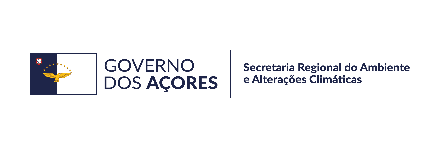 GOVERNO
DOS AÇORES
Secretaria Regional do Ambiente
e Alterações Climáticas